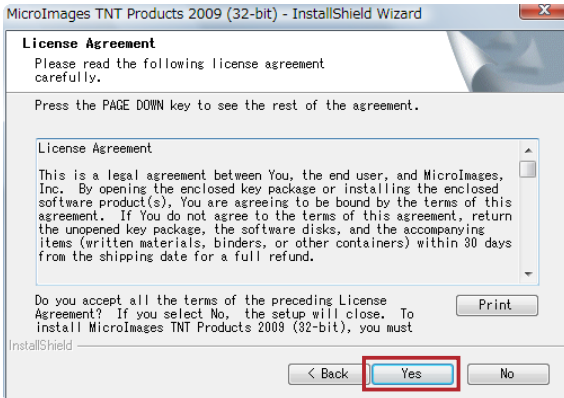 MicroImages TNT Products 2009 (32-bit) - InstallShield Wizard
License Agreement
Please read the following license agreement
carefully.
Press the PAGE DOWN key to see the rest of the agreement.
License Agreement
This is a legal agreement between You, the end user, and MicroImages,
Inc. By opening the enclosed key package or installing the enclosed
software product(s), You are agreeing to be bound by the terms of this
agreement. If You do not agree to the terms of this agreement, return
the unopened key package, the software disks, and the accompanying
items (written materials, binders, or other containers) within 30 days
from the shipping date for a full refund.
Do you accept all the terms of the preceding License
Agreement? If you select No, the setup will close. To
install MicroImages TNT Products 2009 (32-bit), you must
Print
InstallShield
< Back
Yes
No